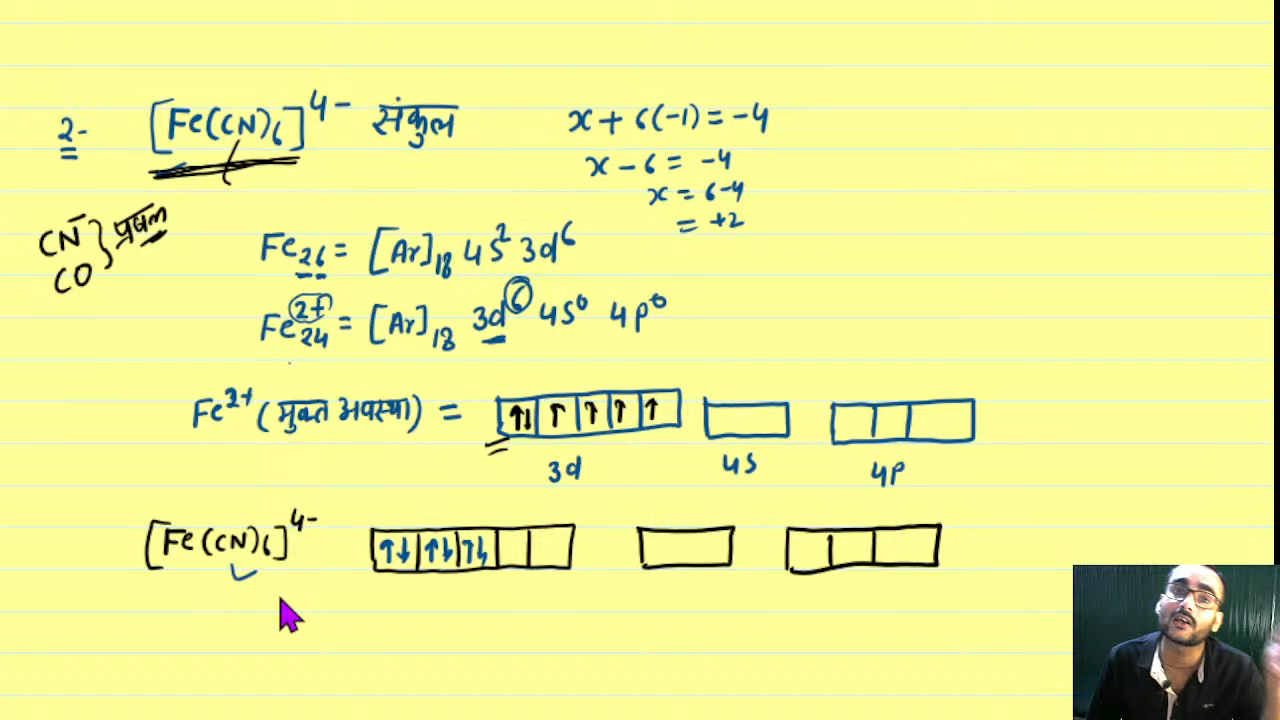 2- [Fe(CN)6]4- संकुल
x + 6(-1) = -4
x - 6 = -4
x = 6-4
= +2
CN- } प्रबल
CO
Fe26 = [Ar]18 4S2 3d6
Fe2+24 = [Ar]18 3d6 4S0 4P0
Fe2+ (मुक्त अवस्था) = ↑↓ ↑ ↑ ↑ ↑
3d 4S 4P
[Fe(CN)6]4- ↑↓ ↑↓ ↑↓